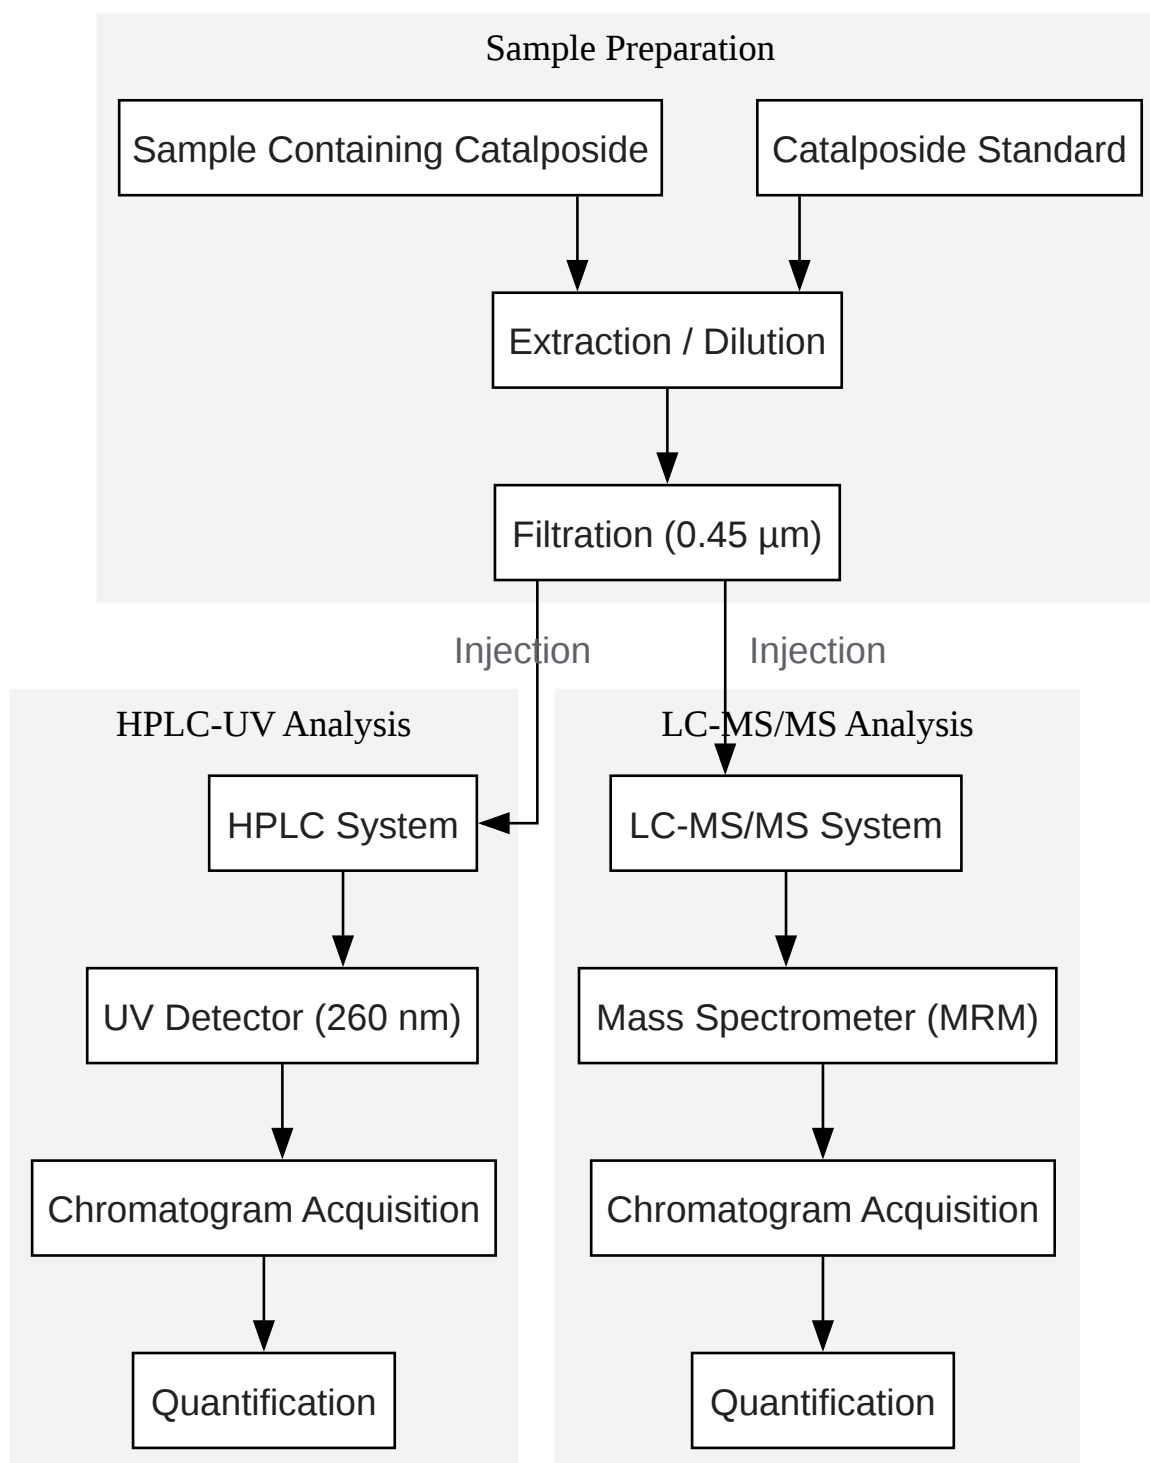 Sample Preparation
Sample Containing Catalposide
Catalposide Standard
Extraction / Dilution
Filtration (0.45 µm)
Injection
Injection
HPLC-UV Analysis
HPLC System
UV Detector (260 nm)
Chromatogram Acquisition
Quantification
LC-MS/MS Analysis
LC-MS/MS System
Mass Spectrometer (MRM)
Chromatogram Acquisition
Quantification